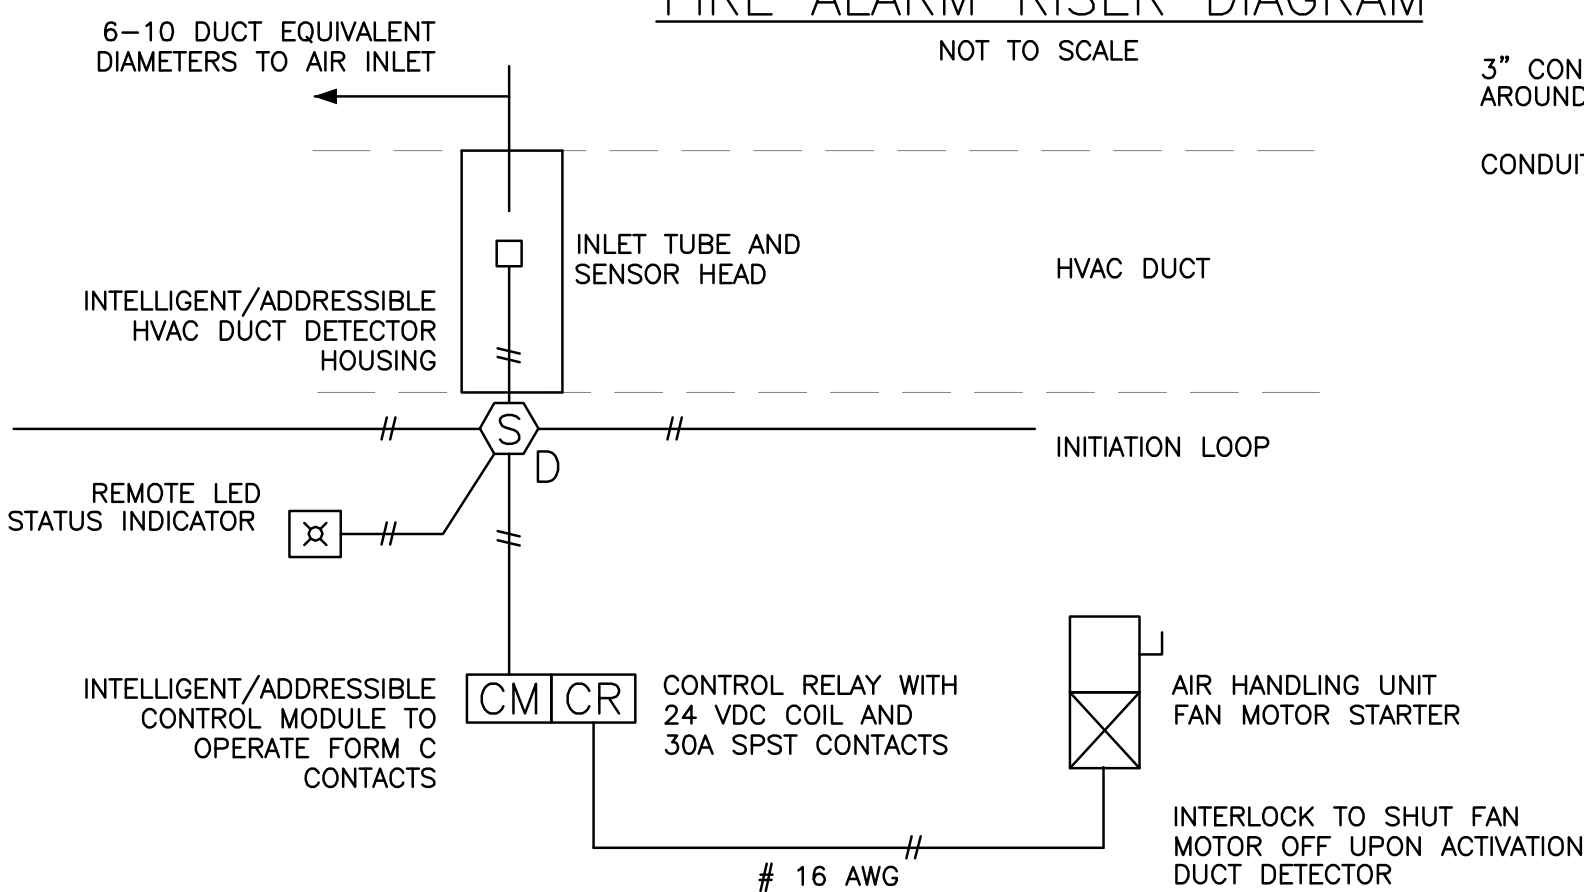 FIRE ALARM RISER DIAGRAM
NOT TO SCALE
6-10 DUCT EQUIVALENT
DIAMETERS TO AIR INLET
3" CON
AROUND
CONDUIT
INLET TUBE AND
SENSOR HEAD
HVAC DUCT
INTELLIGENT/ADDRESSIBLE
HVAC DUCT DETECTOR
HOUSING
S
D
INITIATION LOOP
REMOTE LED
STATUS INDICATOR
INTELLIGENT/ADDRESSIBLE
CONTROL MODULE TO
OPERATE FORM C
CONTACTS
CM CR
CONTROL RELAY WITH
24 VDC COIL AND
30A SPST CONTACTS
AIR HANDLING UNIT
FAN MOTOR STARTER
INTERLOCK TO SHUT FAN
MOTOR OFF UPON ACTIVATION
DUCT DETECTOR
# 16 AWG